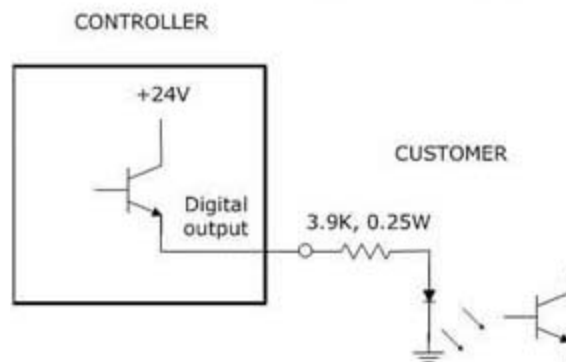 CONTROLLER
+24V
CUSTOMER
Digital
output
3.9K, 0.25W